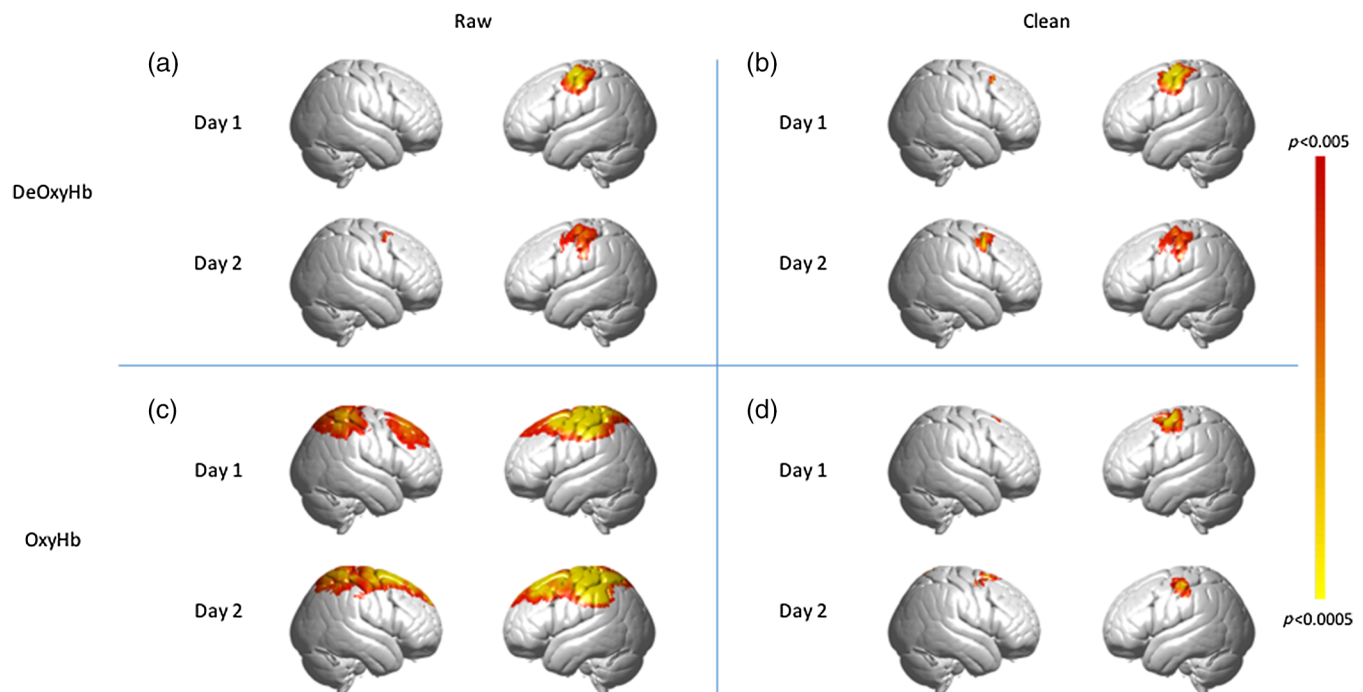 Raw
Clean
(a)
(b)
Day 1
Day 1
p<0.005
DeOxyHb
Day 2
Day 2
(c)
(d)
Day 1
Day 1
OxyHb
Day 2
Day 2
p<0.0005